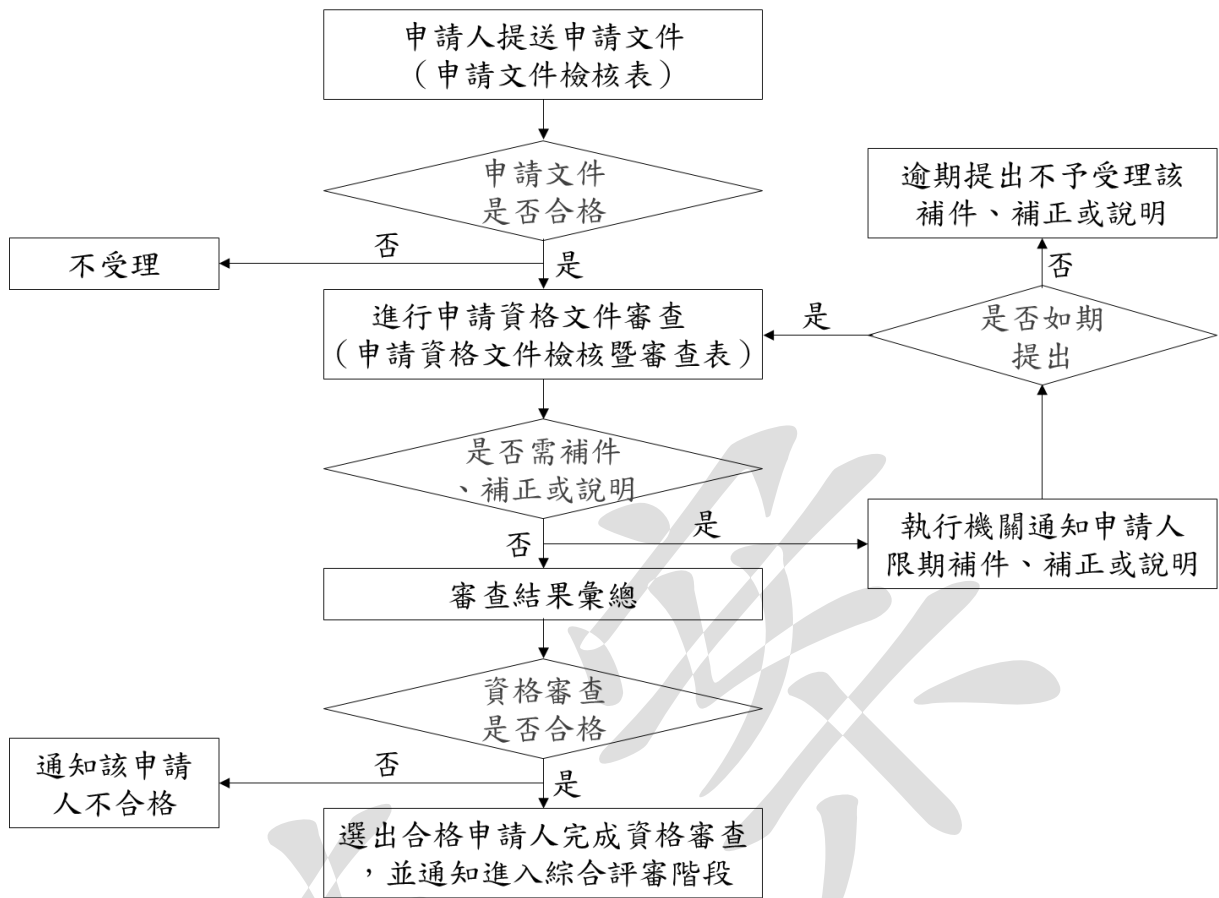 申請人提送申請文件
（申請文件檢核表）
申請文件
是否合格
否
是
不受理
進行申請資格文件審查
（申請資格文件檢核暨審查表）
逾期提出不予受理該
補件、補正或說明
否
是
是否如期
提出
是否需補件
、補正或說明
否
是
執行機關通知申請人
限期補件、補正或說明
審查結果彙總
資格審查
是否合格
否
是
通知該申請
人不合格
選出合格申請人完成資格審查
，並通知進入綜合評審階段